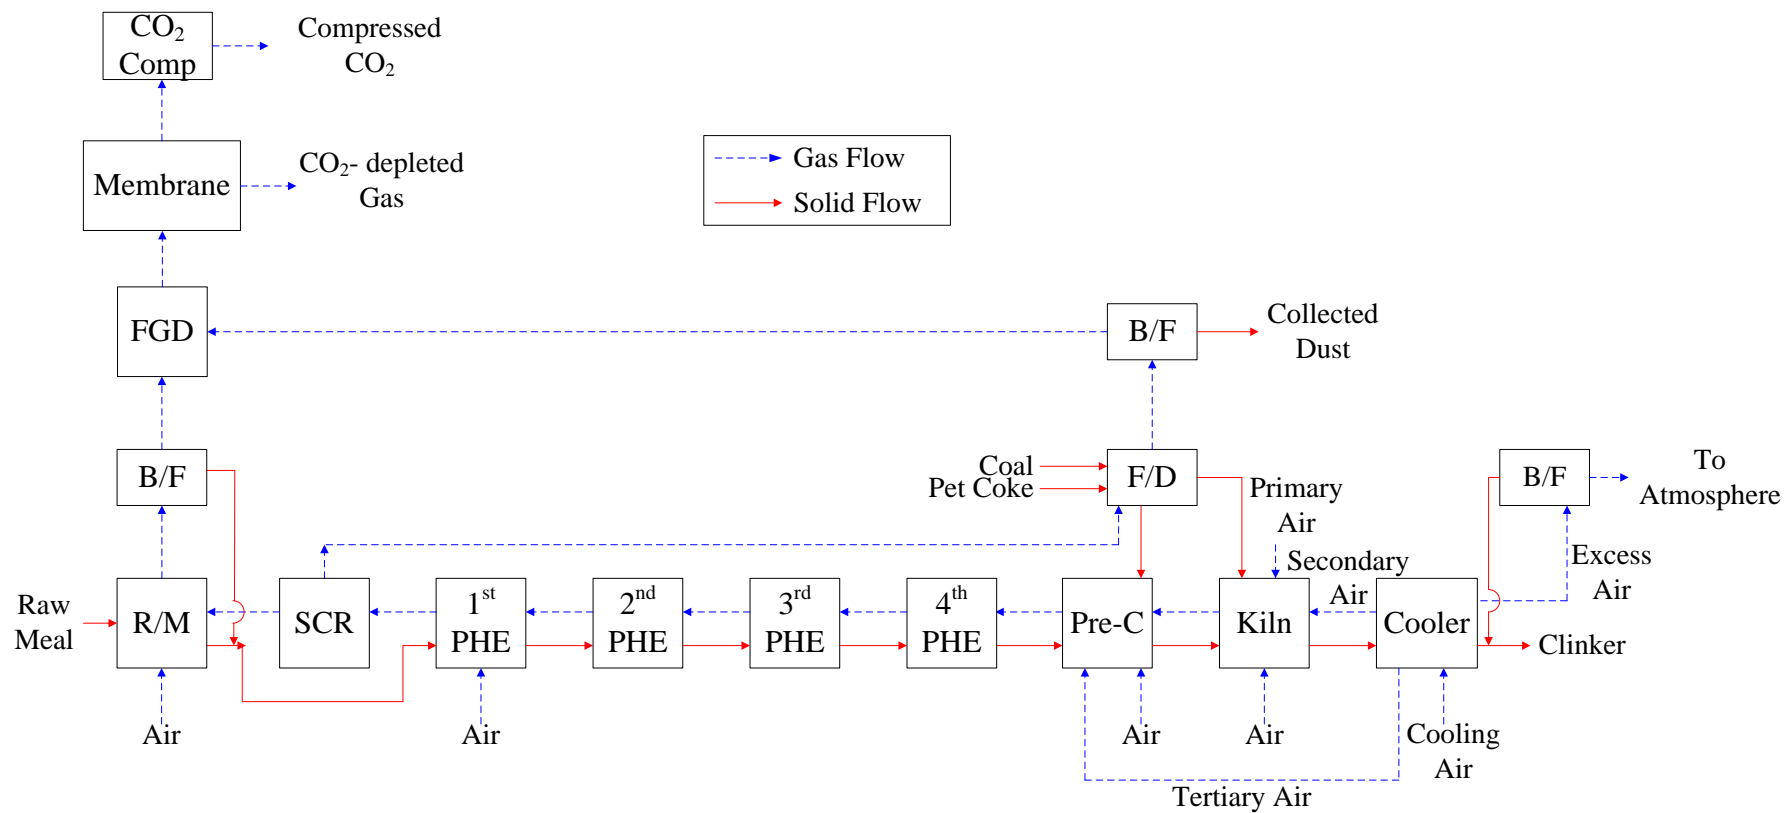 CO2
Comp
Compressed
CO2
Membrane
CO2- depleted
Gas
Gas Flow
Solid Flow
FGD
B/F
Collected
Dust
B/F
Coal
Pet Coke
F/D
Primary
Air
B/F
To
Atmosphere
Secondary
Air
Excess
Air
Raw
Meal
R/M
SCR
1st
PHE
2nd
PHE
3rd
PHE
4th
PHE
Pre-C
Kiln
Cooler
Clinker
Air
Air
Air
Air
Cooling
Air
Tertiary Air